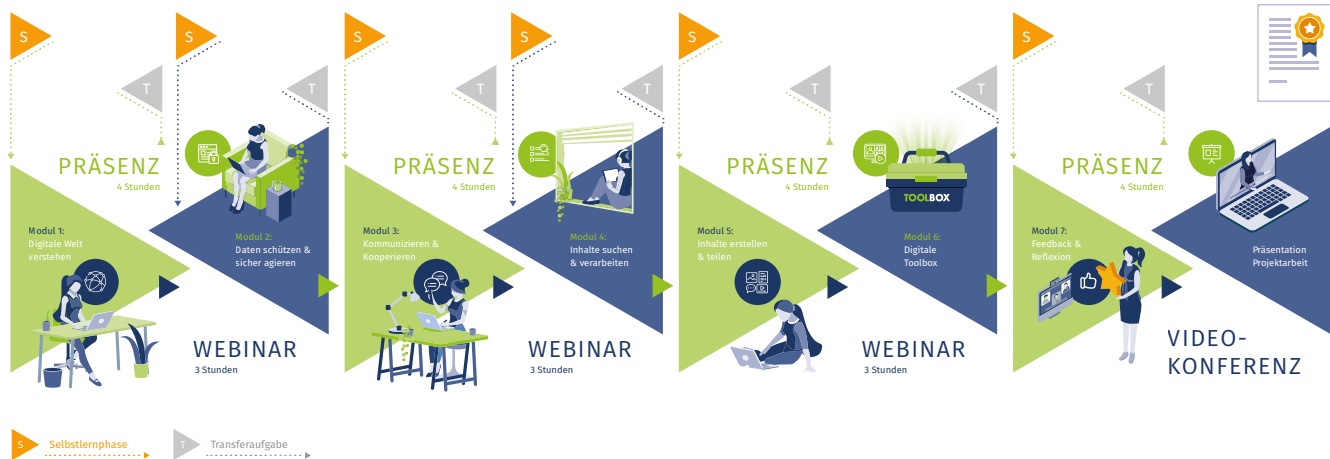 S
S
S
S
S
S
S
T
T
T
T
T
T
T
PRÄSENZ
4 Stunden
PRÄSENZ
4 Stunden
PRÄSENZ
4 Stunden
PRÄSENZ
4 Stunden
TOOLBOX
Modul 1:
Digitale Welt
verstehen
Modul 2:
Daten schützen &
sicher agieren
Modul 3:
Kommunizieren &
Kooperieren
Modul 4:
Inhalte suchen
& verarbeiten
Modul 5:
Inhalte erstellen
& teilen
Modul 6:
Digitale
Toolbox
Modul 7:
Feedback &
Reflexion
Präsentation
Projektarbeit
WEBINAR
3 Stunden
WEBINAR
3 Stunden
WEBINAR
3 Stunden
VIDEO-
KONFERENZ
S Selbstlernphase
T Transferaufgabe